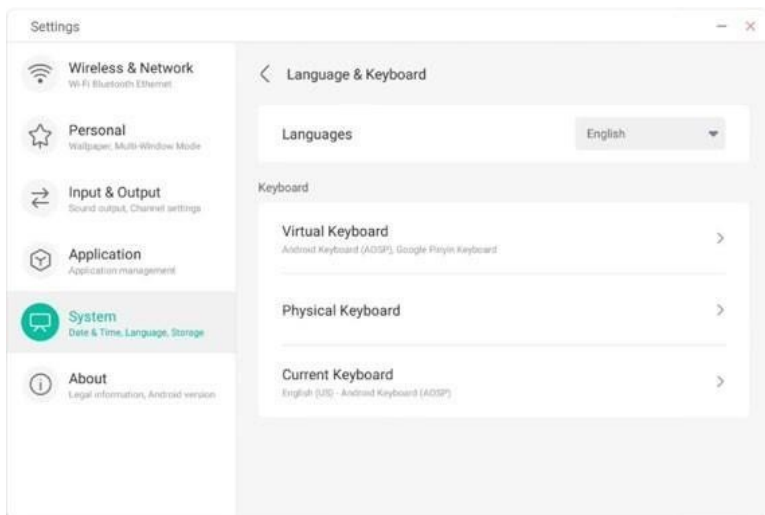 Settings
Wireless & Network
Wi-Fi Bluetooth Ethernet
Personal
Wallpaper, Multi-Window Mode
Input & Output
Sound output, Channel settings
Application
Application management
System
Date & Time, Language, Storage
About
Legal information, Android version
Language & Keyboard
Languages
English
Keyboard
Virtual Keyboard
Android Keyboard (AOSP), Google Pinyin Keyboard
Physical Keyboard
Current Keyboard
English (US) - Android Keyboard (AOSP)